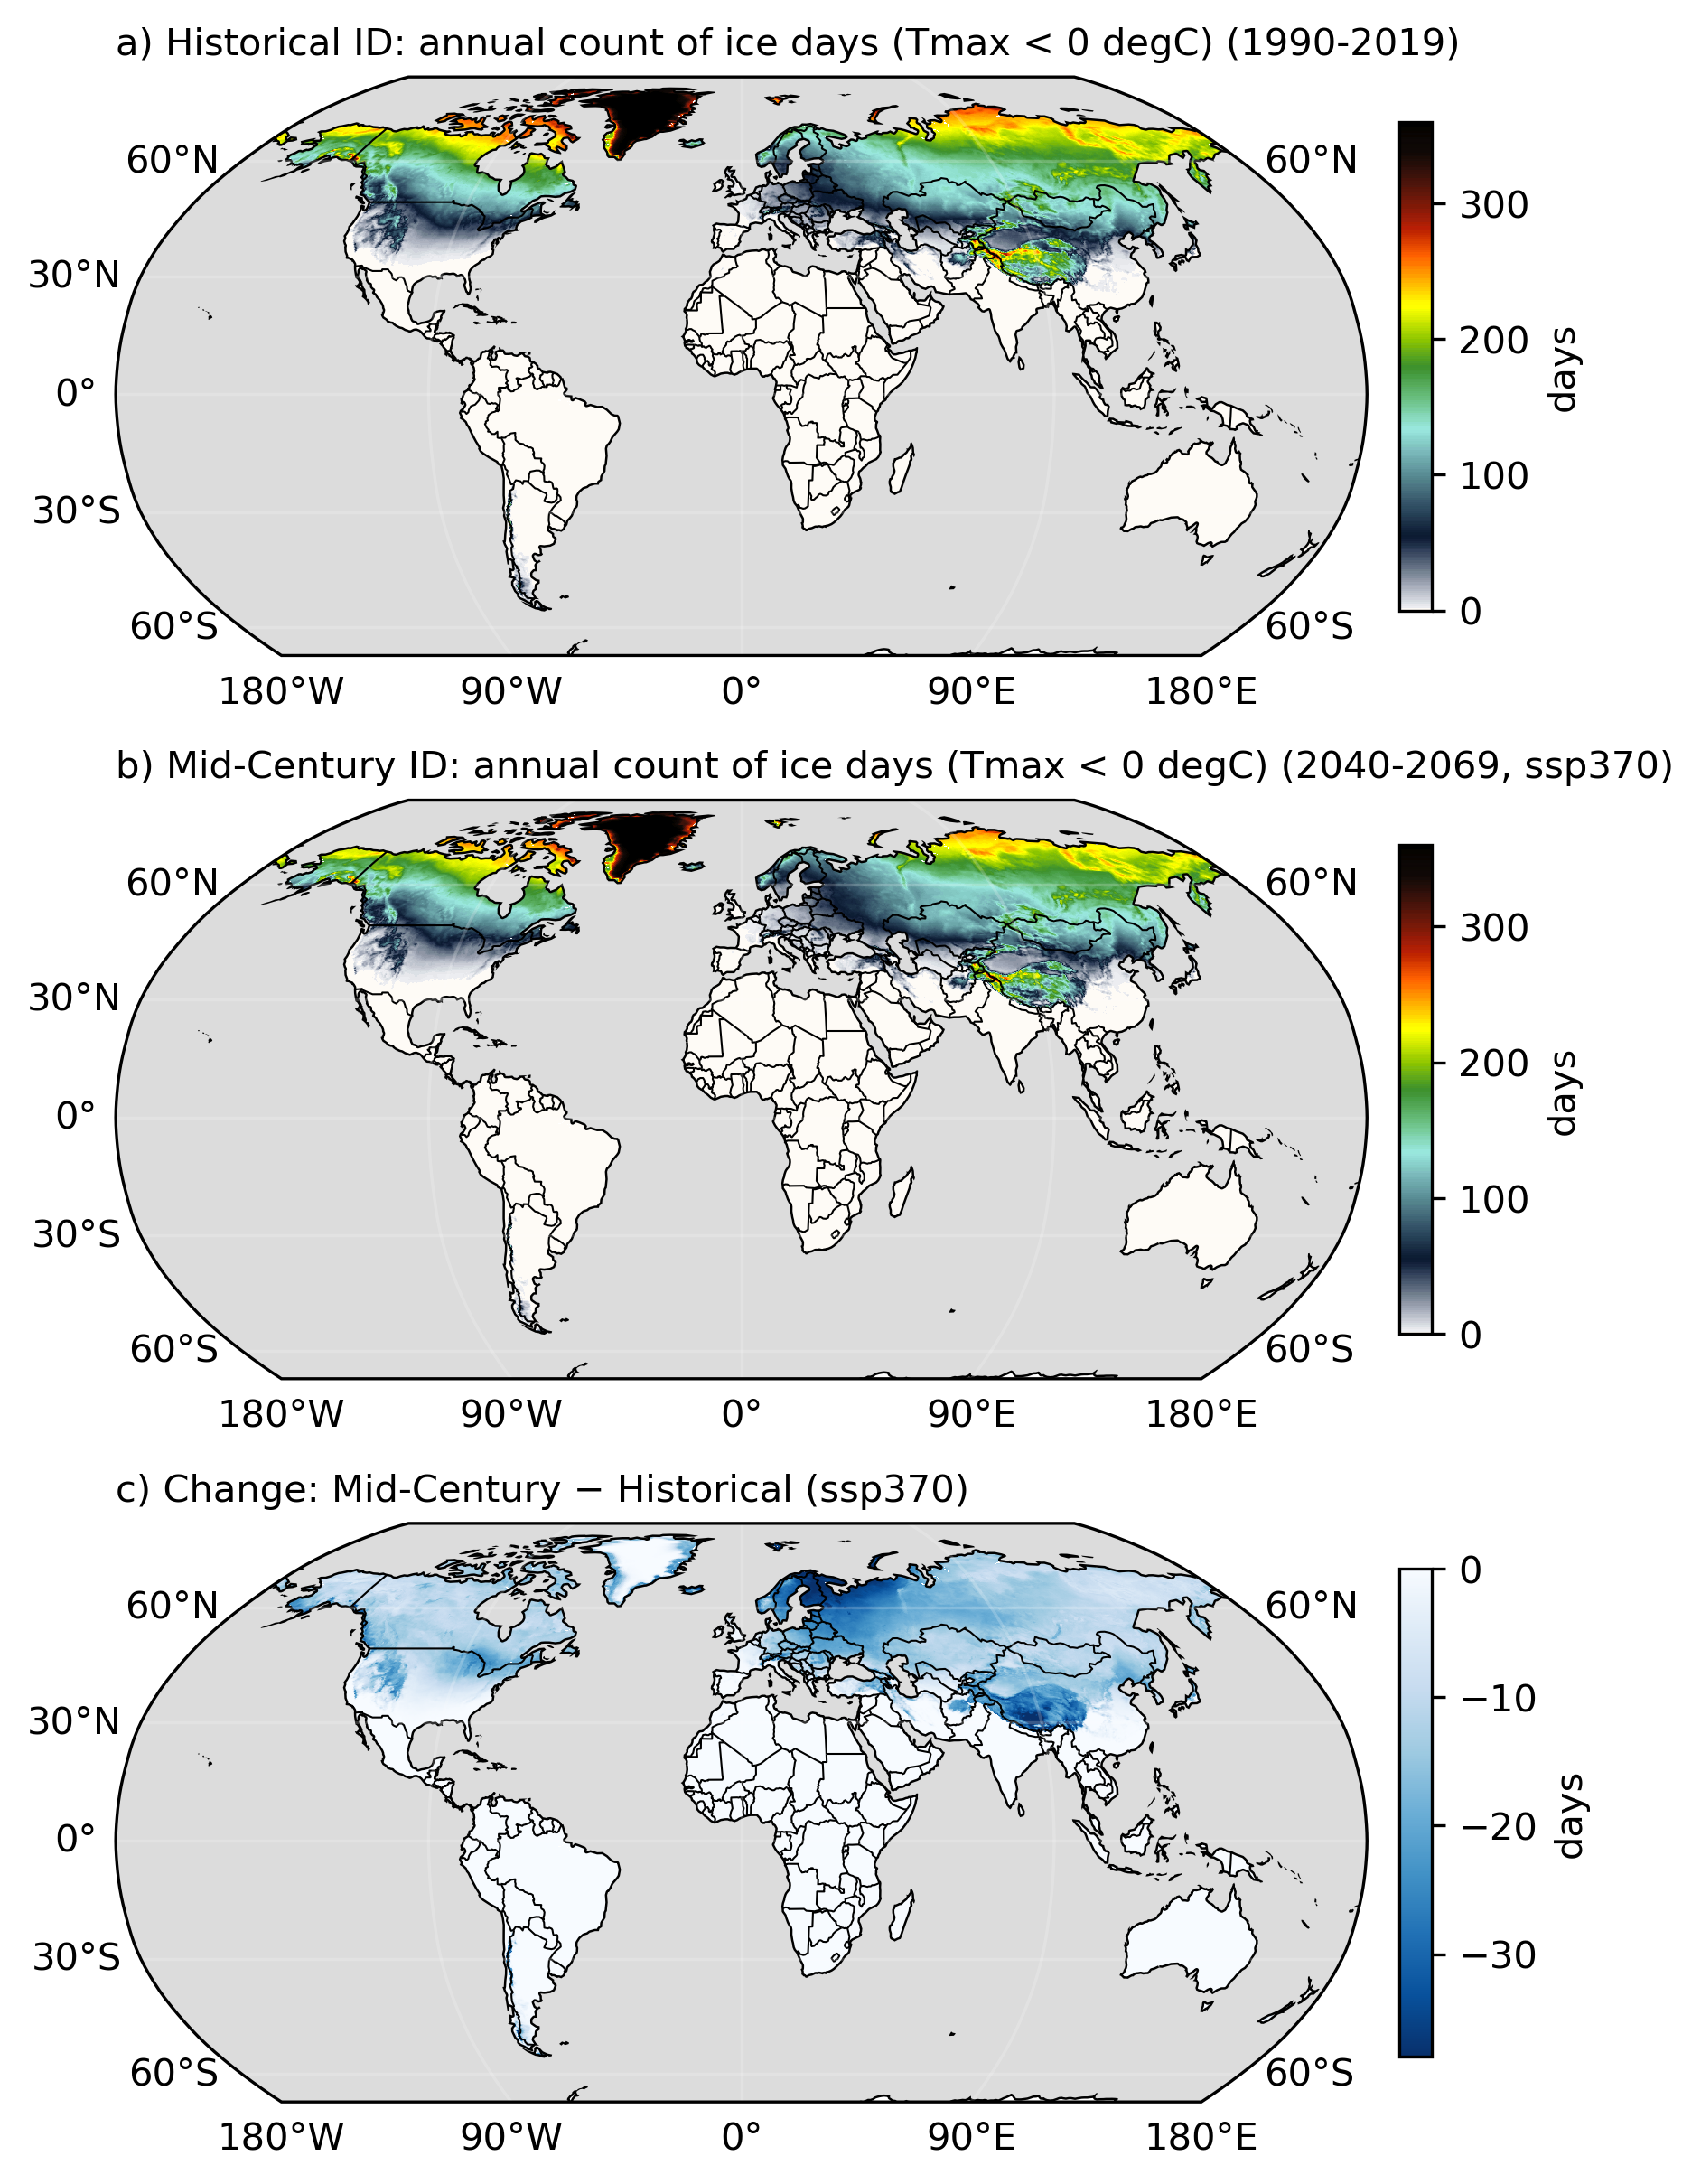 a) Historical ID: annual count of ice days (Tmax < 0 degC) (1990-2019)
60°N 60°N
30°N
0°
30°S
60°S 60°S
180°W 90°W 0° 90°E 180°E
300
200
100
0
days
b) Mid-Century ID: annual count of ice days (Tmax < 0 degC) (2040-2069, ssp370)
60°N 60°N
30°N
0°
30°S
60°S 60°S
180°W 90°W 0° 90°E 180°E
300
200
100
0
days
c) Change: Mid-Century − Historical (ssp370)
60°N 60°N
30°N
0°
30°S
60°S 60°S
180°W 90°W 0° 90°E 180°E
0
−10
−20
−30
days